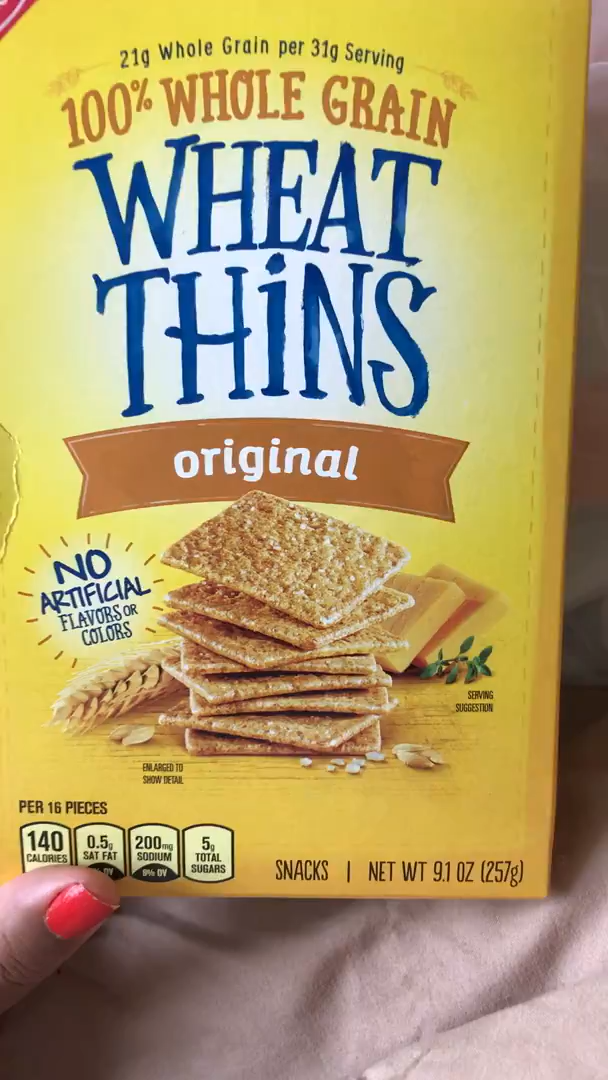 21g Whole Grain per 31g Serving
100% WHOLE GRAIN
WHEAT
THiNS
original
NO
ARTIFICIAL
FLAVORS OR
COLORS
SERVING
SUGGESTION
ENLARGED TO
SHOW DETAIL
PER 16 PIECES
140
CALORIES
0.5g
SAT FAT
DV
200mg
SODIUM
8% DV
5g
TOTAL
SUGARS
SNACKS | NET WT 9.1 OZ (257g)